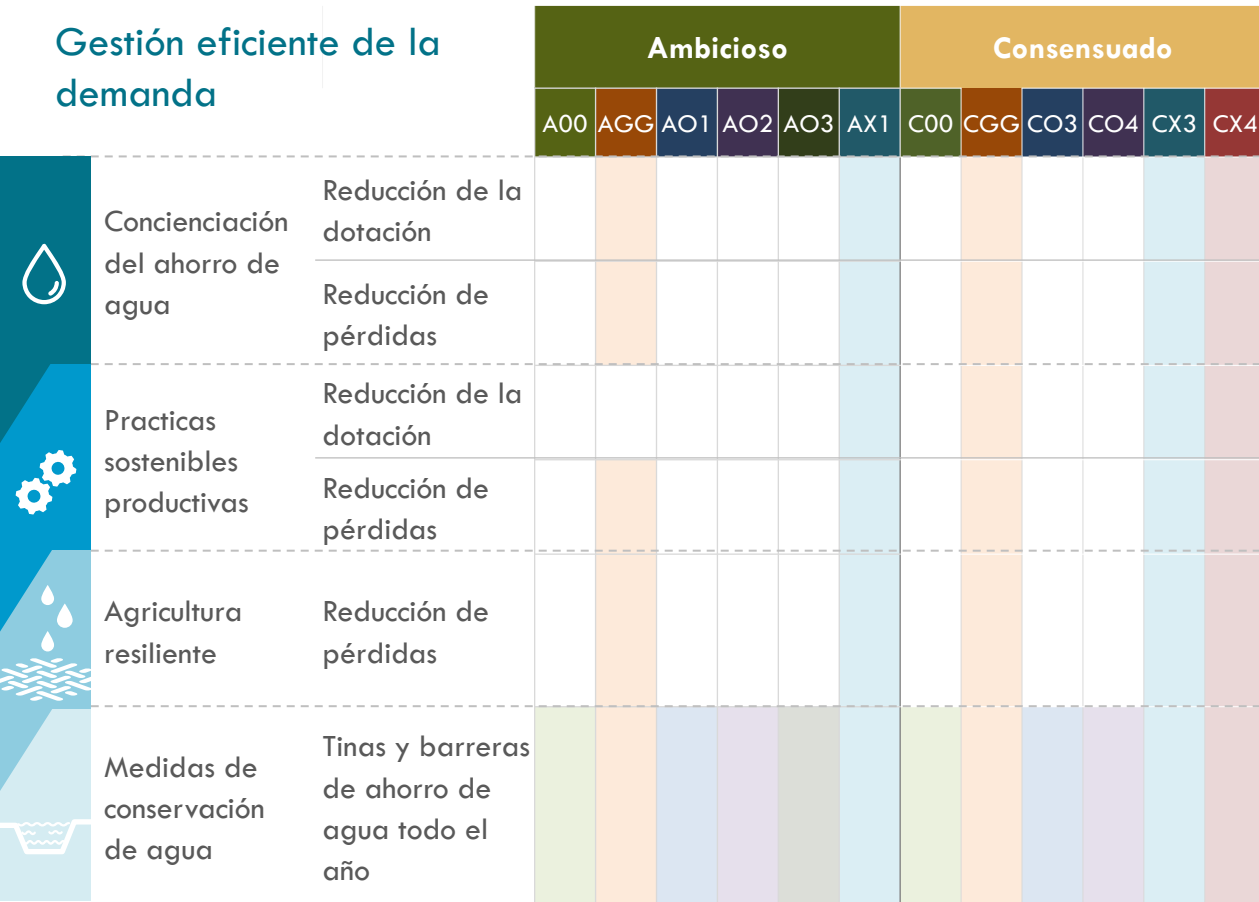 Gestión eficiente de la
demanda
Ambicioso
Consensuado
A00 AGG AO1 AO2 AO3 AX1 C00 CGG CO3 CO4 CX3 CX4
Concienciación
del ahorro de
agua
Reducción de la
dotación
Reducción de
pérdidas
Practicas
sostenibles
productivas
Reducción de la
dotación
Reducción de
pérdidas
Agricultura
resiliente
Reducción de
pérdidas
Medidas de
conservación
de agua
Tinas y barreras
de ahorro de
agua todo el
año